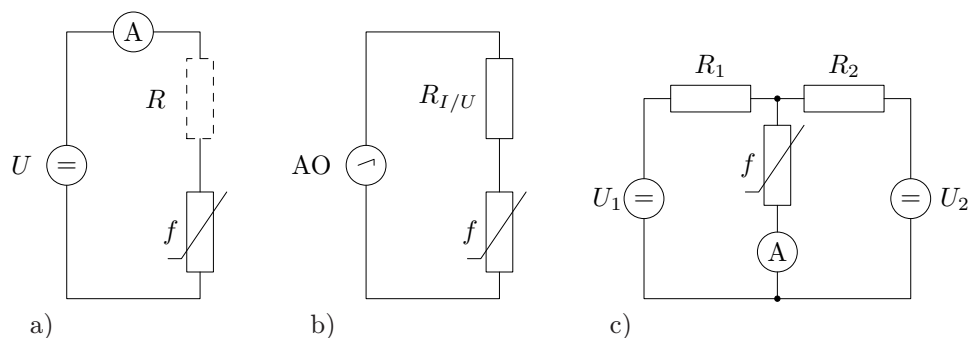 A
R
U
=
f
a)
R_{I/U}
AO
f
b)
R_1
R_2
f
U_1
=
=
U_2
A
c)